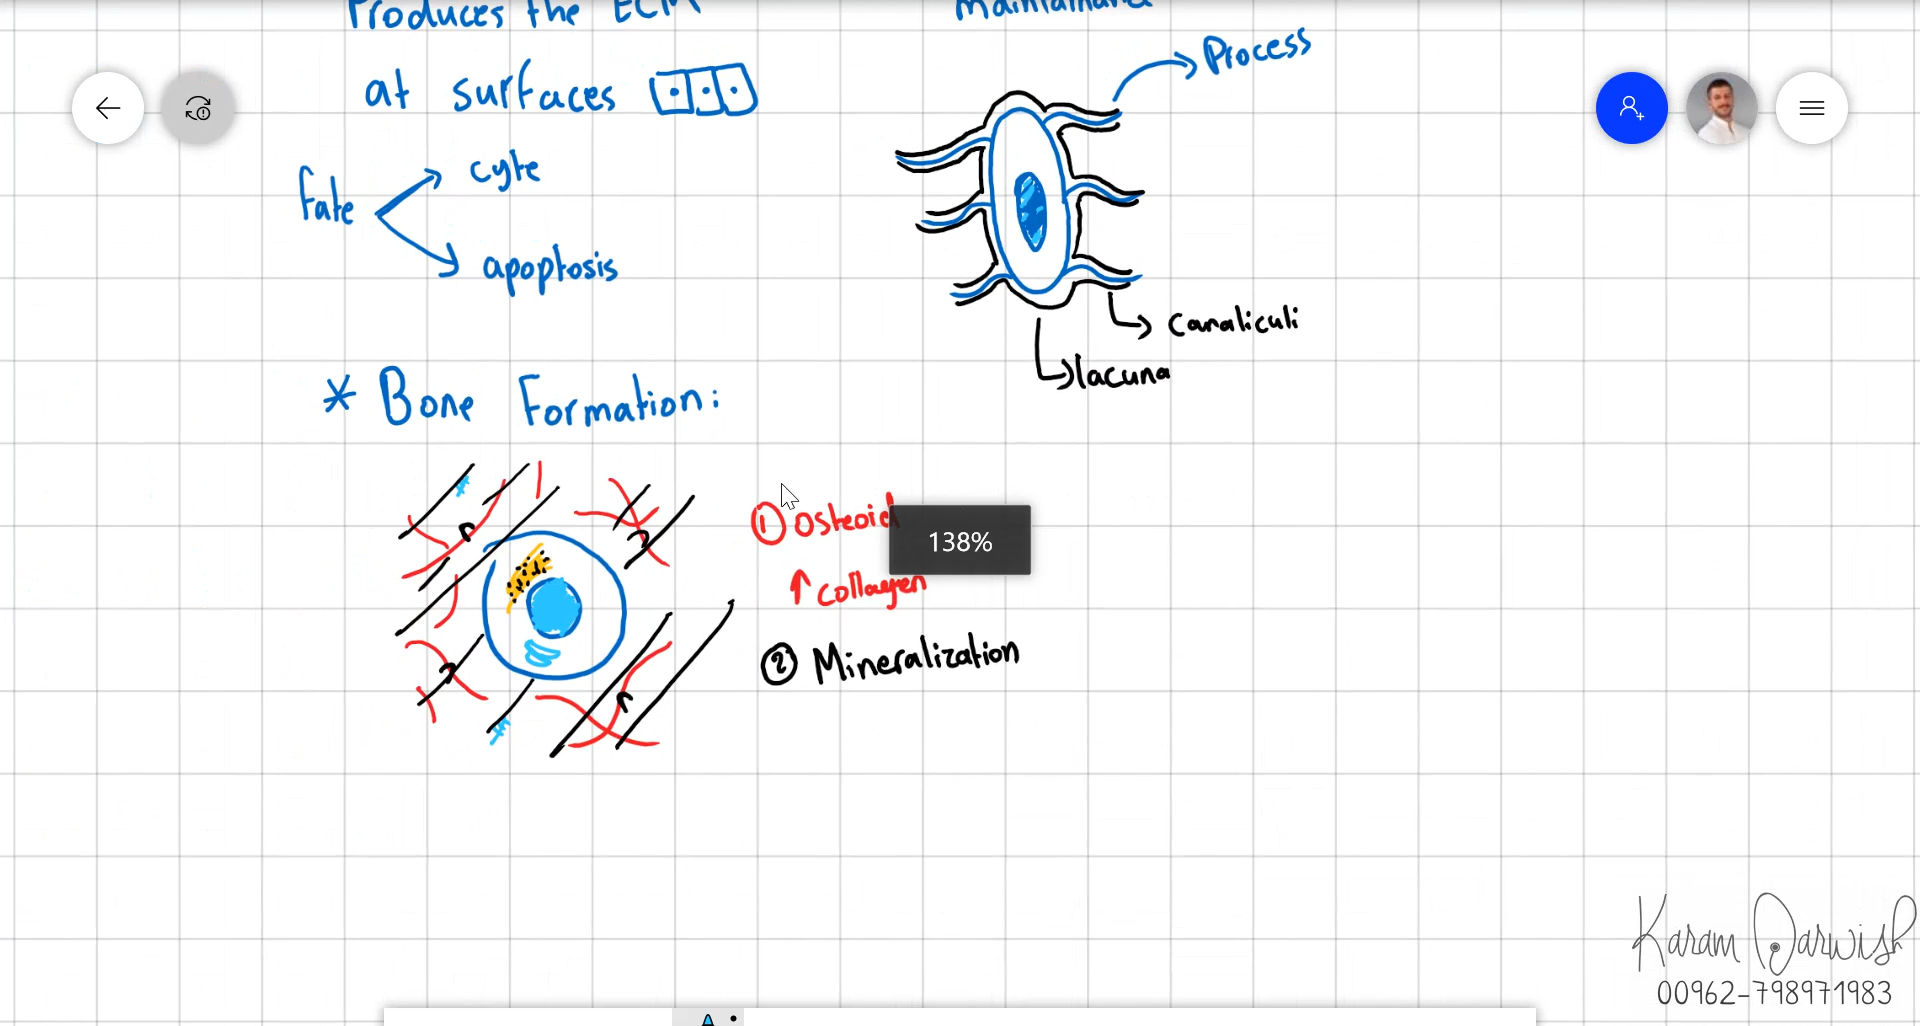 Produces the ECM
at surfaces
Fate
cyte
apoptosis
Process
Canaliculi
lacuna
* Bone Formation:
① Osteoid
↑ collagen
② Mineralization
138%
Karam Darwish
00962-798971983